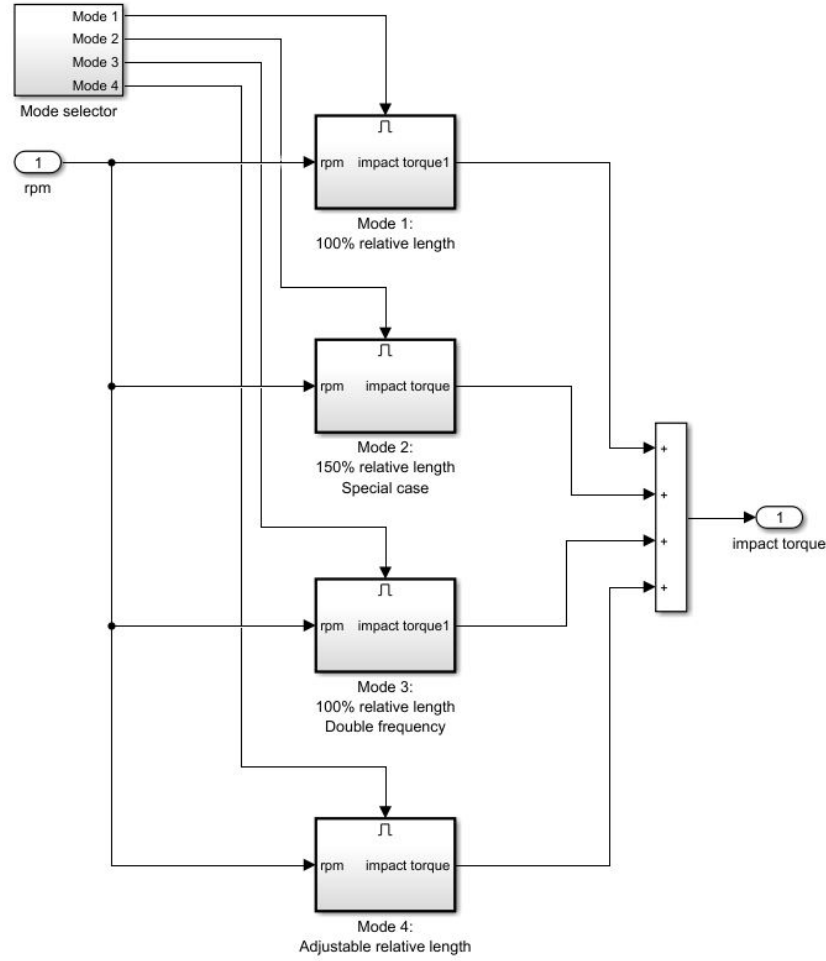 Mode 1
Mode 2
Mode 3
Mode 4
Mode selector
1
rpm
rpm
impact torque1
Mode 1:
100% relative length
rpm
impact torque
Mode 2:
150% relative length
Special case
+
+
+
+
1
impact torque
rpm
impact torque1
Mode 3:
100% relative length
Double frequency
rpm
impact torque
Mode 4:
Adjustable relative length